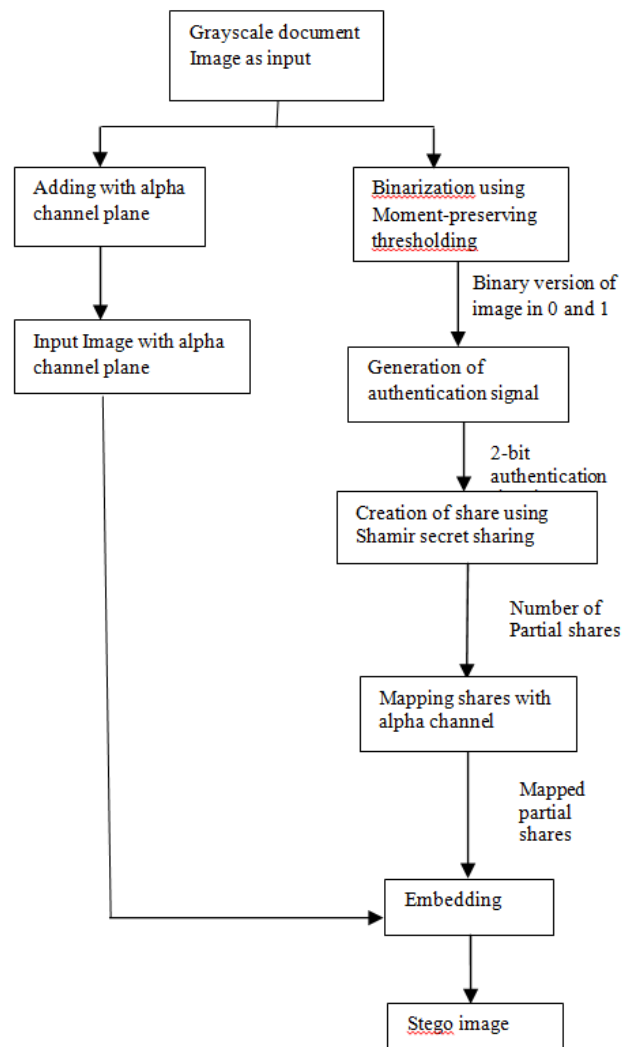 Grayscale document
Image as input
Adding with alpha
channel plane
Binarization using
Moment-preserving
thresholding
Binary version of
image in 0 and 1
Input Image with alpha
channel plane
Generation of
authentication signal
2-bit
authentication
Creation of share using
Shamir secret sharing
Number of
Partial shares
Mapping shares with
alpha channel
Mapped
partial
shares
Embedding
Stego image